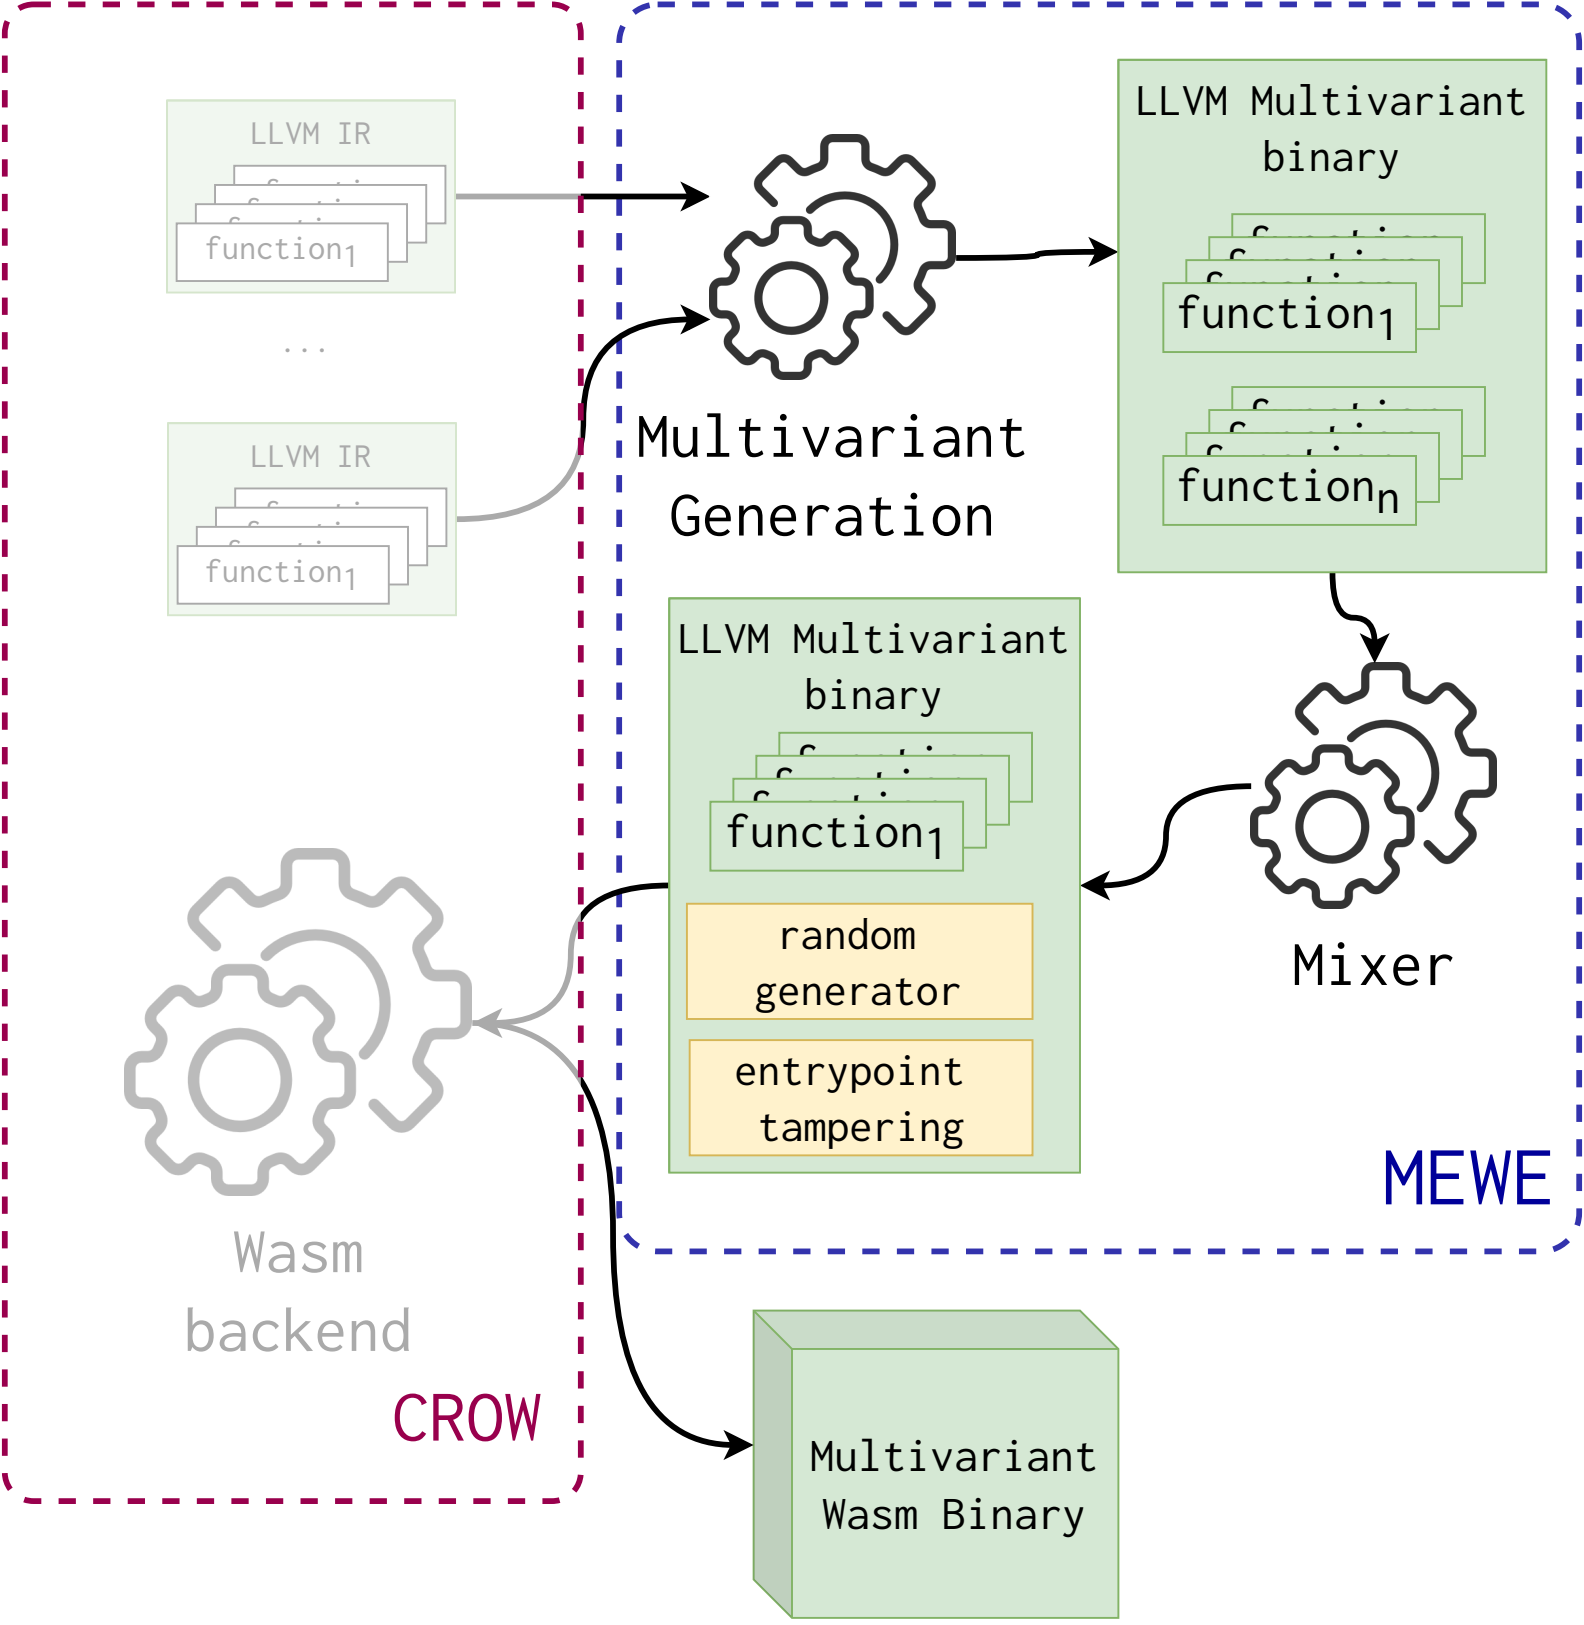 LLVM IR
function1
...
LLVM IR
function1
Multivariant
Generation
LLVM Multivariant
binary
function1
functionn
LLVM Multivariant
binary
function1
random
generator
entrypoint
tampering
Mixer
MEWE
Wasm
backend
CROW
Multivariant
Wasm Binary